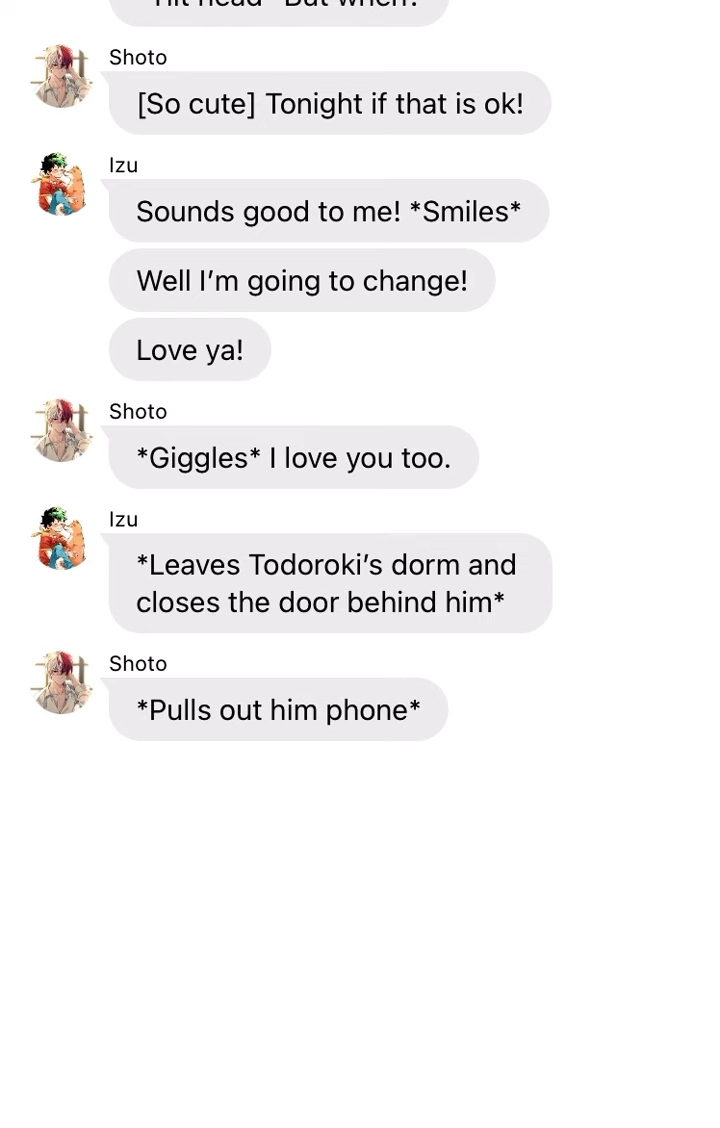 Shoto
[So cute] Tonight if that is ok!
Izu
Sounds good to me! *Smiles*
Well I'm going to change!
Love ya!
Shoto
*Giggles* I love you too.
Izu
*Leaves Todoroki's dorm and
closes the door behind him*
Shoto
*Pulls out him phone*